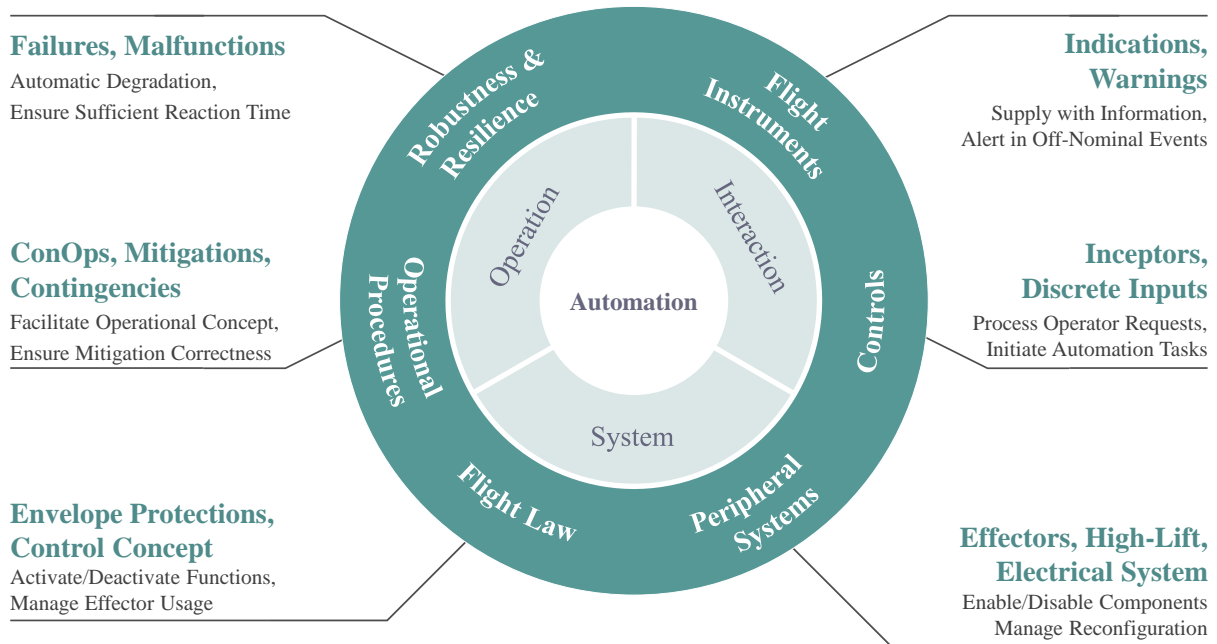 Failures, Malfunctions
Automatic Degradation,
Ensure Sufficient Reaction Time
ConOps, Mitigations,
Contingencies
Facilitate Operational Concept,
Ensure Mitigation Correctness
Envelope Protections,
Control Concept
Activate/Deactivate Functions,
Manage Effector Usage
Robustness &
Resilience
Flight
Instruments
Operational
Procedures
Controls
Flight Law
Peripheral
Systems
Operation
Interaction
System
Automation
Indications,
Warnings
Supply with Information,
Alert in Off-Nominal Events
Inceptors,
Discrete Inputs
Process Operator Requests,
Initiate Automation Tasks
Effectors, High-Lift,
Electrical System
Enable/Disable Components
Manage Reconfiguration